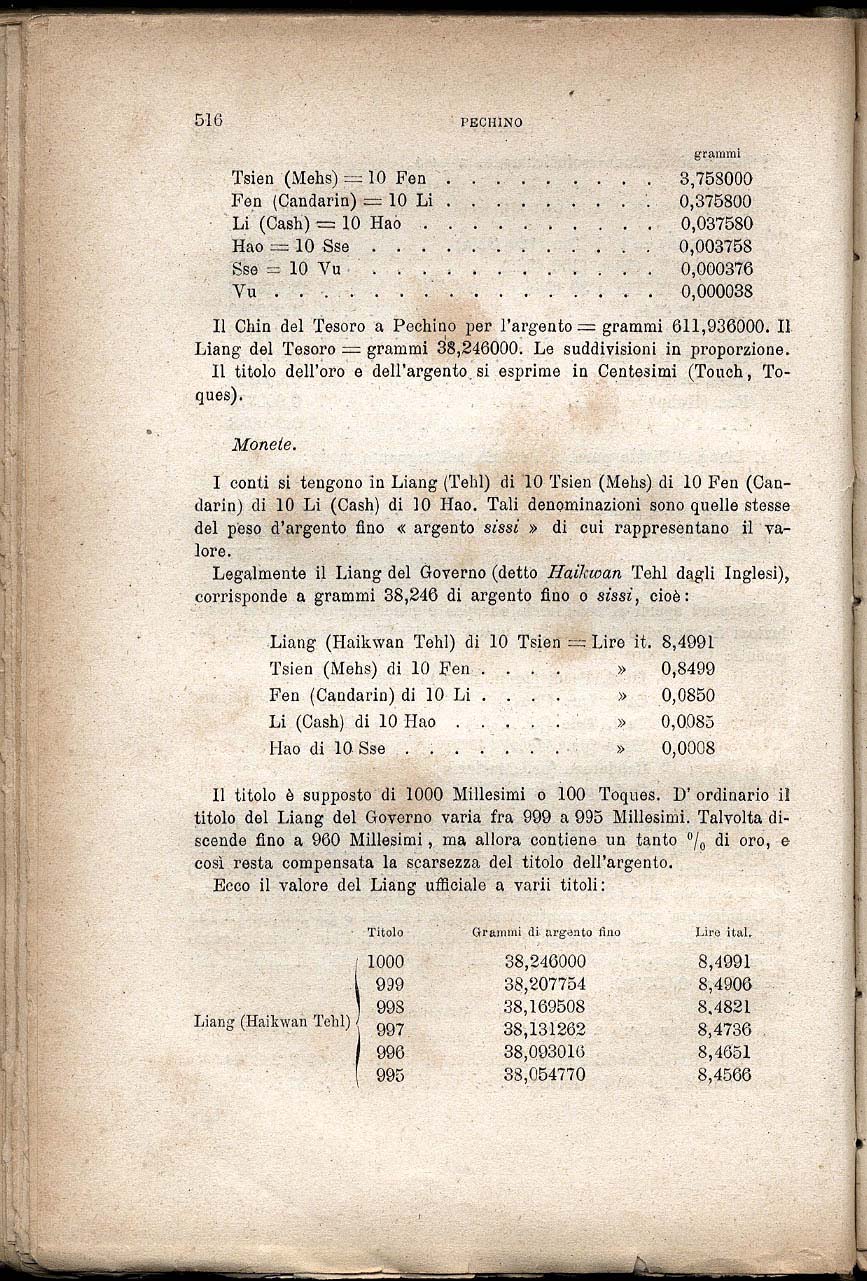 516 PECHINO
grammi
Tsien (Mehs) = 10 Fen . . . . . . . . . 3,758000
Fen (Candarin) = 10 Li . . . . . . . . . 0,375800
Li (Cash) = 10 Hao . . . . . . . . . . 0,037580
Hao = 10 Sse . . . . . . . . . . . . 0,003758
Sse = 10 Vu . . . . . . . . . . . . 0,000376
Vu . . . . . . . . . . . . . . . . 0,000038
Il Chin del Tesoro a Pechino per l'argento = grammi 611,936000. Il
Liang del Tesoro = grammi 38,246000. Le suddivisioni in proporzione.
Il titolo dell'oro e dell'argento si esprime in Centesimi (Touch, To-
ques).
Monete.
I conti si tengono in Liang (Tehl) di 10 Tsien (Mehs) di 10 Fen (Can-
darin) di 10 Li (Cash) di 10 Hao. Tali denominazioni sono quelle stesse
del peso d'argento fino « argento sissi » di cui rappresentano il va-
lore.
Legalmente il Liang del Governo (detto Haikwan Tehl dagli Inglesi),
corrisponde a grammi 38,246 di argento fino o sissi, cioè:
Liang (Haikwan Tehl) di 10 Tsien = Lire it. 8,4991
Tsien (Mehs) di 10 Fen . . . . » 0,8499
Fen (Candarin) di 10 Li . . . . » 0,0850
Li (Cash) di 10 Hao . . . . . » 0,0085
Hao di 10 Sse . . . . . . . » 0,0008
Il titolo è supposto di 1000 Millesimi o 100 Toques. D' ordinario il
titolo del Liang del Governo varia fra 999 a 995 Millesimi. Talvolta di-
scende fino a 960 Millesimi, ma allora contiene un tanto % di oro, e
così resta compensata la scarsezza del titolo dell'argento.
Ecco il valore del Liang ufficiale a varii titoli:
Titolo Grammi di argento fino Lire ital.
1000 38,246000 8,4991
999 38,207754 8,4906
998 38,169508 8,4821
Liang (Haikwan Tehl) 997 38,131262 8,4736
996 38,093016 8,4651
995 38,054770 8,4566